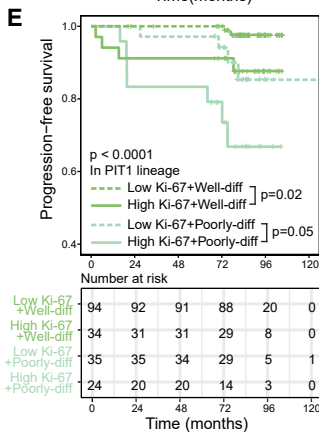 Time(months)
E
Progression−free survival
1.0
0.8
0.6
0.4
p < 0.0001
In PIT1 lineage
Low Ki-67+Well-diff
High Ki-67+Well-diff
p=0.02
Low Ki-67+Poorly-diff
High Ki-67+Poorly-diff
p=0.05
0 24 48 72 96 120
Number at risk
Low Ki-67
+Well-diff 94 92 91 88 20 0
High Ki-67
+Well-diff 34 31 31 29 8 0
Low Ki-67
+Poorly-diff 35 35 34 29 5 1
High Ki-67
+Poorly-diff 24 20 20 14 3 0
0 24 48 72 96 120
Time (months)